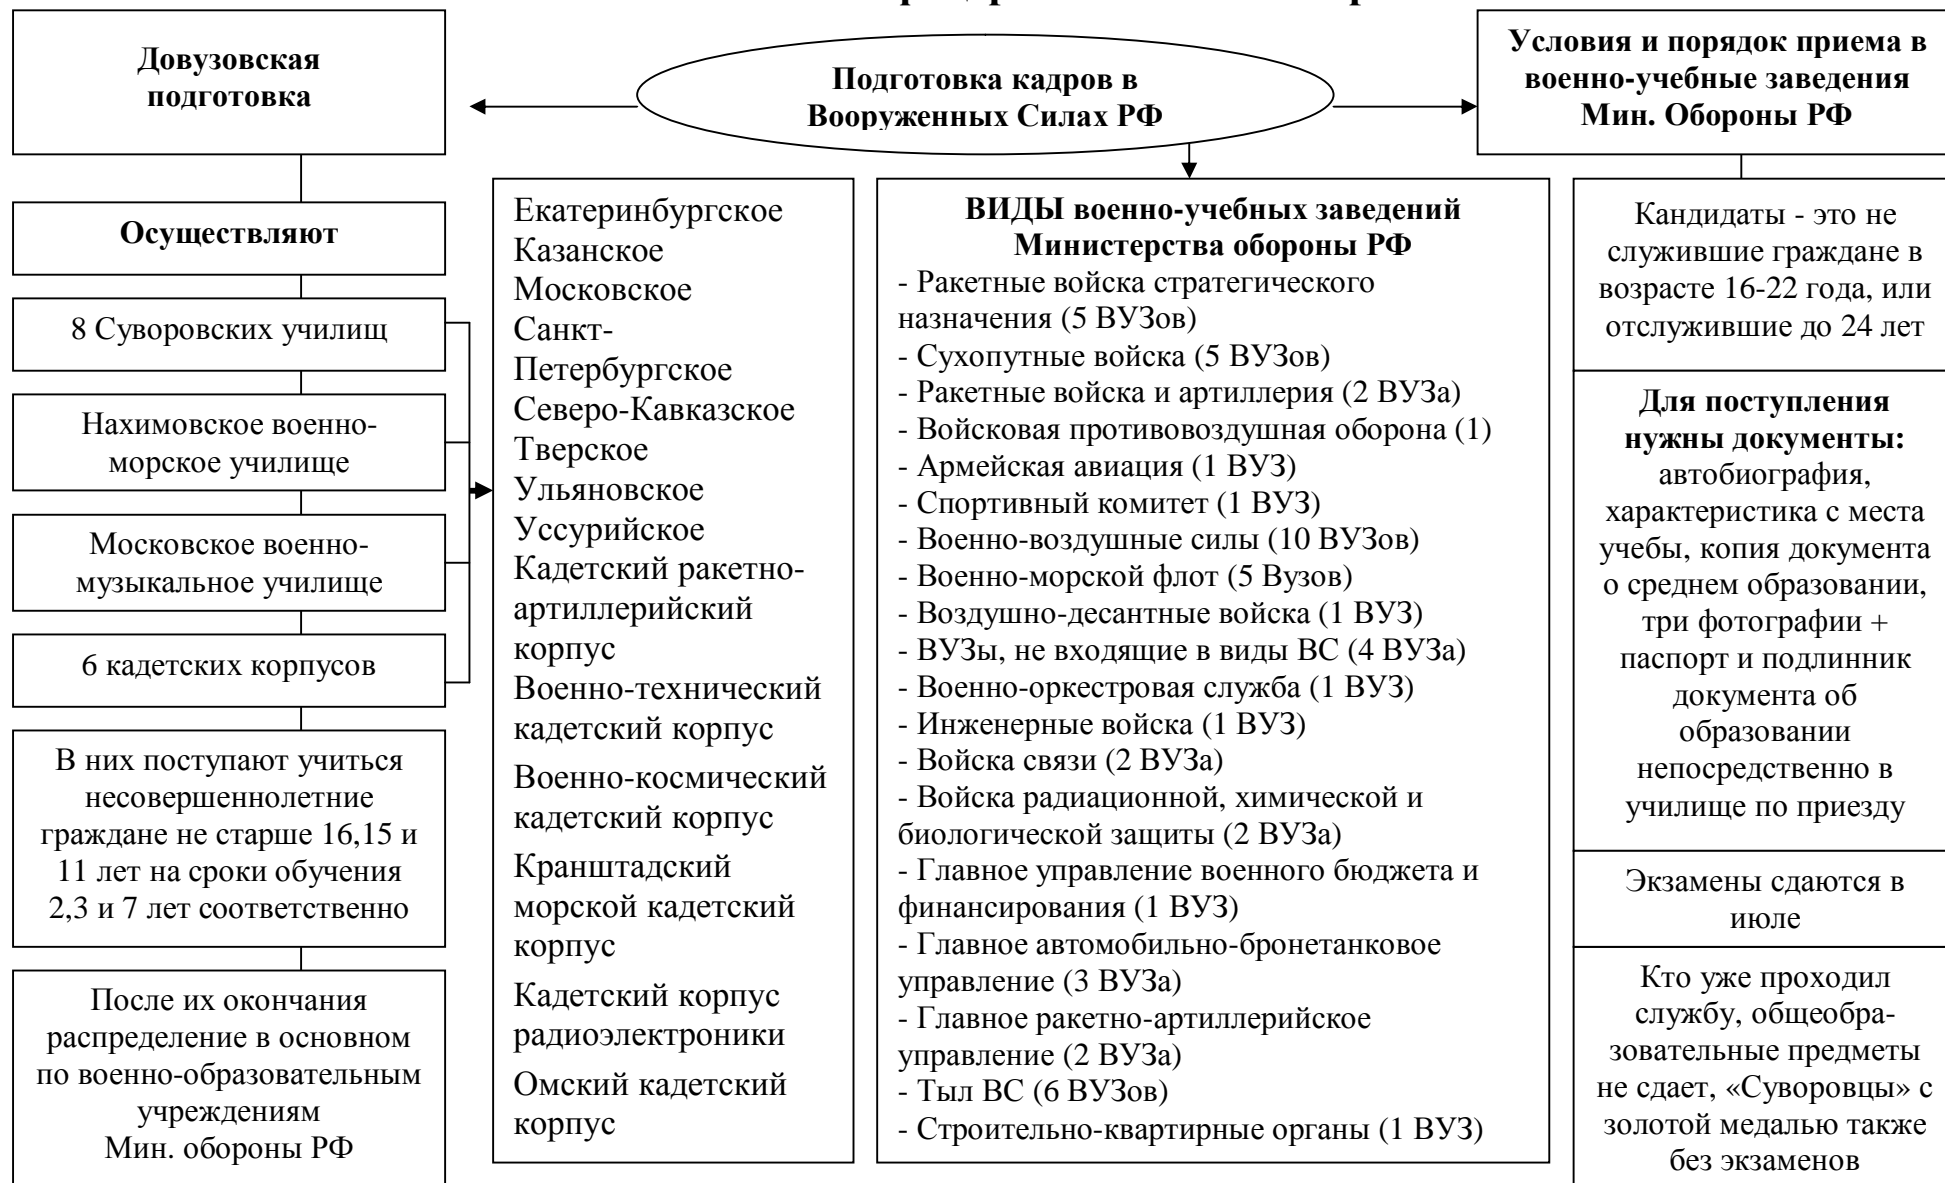 Довузовская
подготовка
Подготовка кадров в
Вооруженных Силах РФ
Условия и порядок приема в
военно-учебные заведения
Мин. Обороны РФ
Осуществляют
8 Суворовских училищ
Нахимовское военно-
морское училище
Московское военно-
музыкальное училище
6 кадетских корпусов
В них поступают учиться
несовершеннолетние
граждане не старше 16,15 и
11 лет на сроки обучения
2,3 и 7 лет соответственно
После их окончания
распределение в основном
по военно-образовательным
учреждениям
Мин. обороны РФ
Екатеринбургское
Казанское
Московское
Санкт-
Петербургское
Северо-Кавказское
Тверское
Ульяновское
Уссурийское
Кадетский ракетно-
артиллерийский
корпус
Военно-технический
кадетский корпус
Военно-космический
кадетский корпус
Кранштадский
морской кадетский
корпус
Кадетский корпус
радиоэлектроники
Омский кадетский
корпус
ВИДЫ военно-учебных заведений
Министерства обороны РФ
- Ракетные войска стратегического
назначения (5 ВУЗов)
- Сухопутные войска (5 ВУЗов)
- Ракетные войска и артиллерия (2 ВУЗа)
- Войсковая противовоздушная оборона (1)
- Армейская авиация (1 ВУЗ)
- Спортивный комитет (1 ВУЗ)
- Военно-воздушные силы (10 ВУЗов)
- Военно-морской флот (5 Вузов)
- Воздушно-десантные войска (1 ВУЗ)
- ВУЗы, не входящие в виды ВС (4 ВУЗа)
- Военно-оркестровая служба (1 ВУЗ)
- Инженерные войска (1 ВУЗ)
- Войска связи (2 ВУЗа)
- Войска радиационной, химической и
биологической защиты (2 ВУЗа)
- Главное управление военного бюджета и
финансирования (1 ВУЗ)
- Главное автомобильно-бронетанковое
управление (3 ВУЗа)
- Главное ракетно-артиллерийское
управление (2 ВУЗа)
- Тыл ВС (6 ВУЗов)
- Строительно-квартирные органы (1 ВУЗ)
Кандидаты - это не
служившие граждане в
возрасте 16-22 года, или
отслужившие до 24 лет
Для поступления
нужны документы:
автобиография,
характеристика с места
учебы, копия документа
о среднем образовании,
три фотографии +
паспорт и подлинник
документа об
образовании
непосредственно в
училище по приезду
Экзамены сдаются в
июле
Кто уже проходил
службу, общеобра-
зовательные предметы
не сдает, «Суворовцы» с
золотой медалью также
без экзаменов